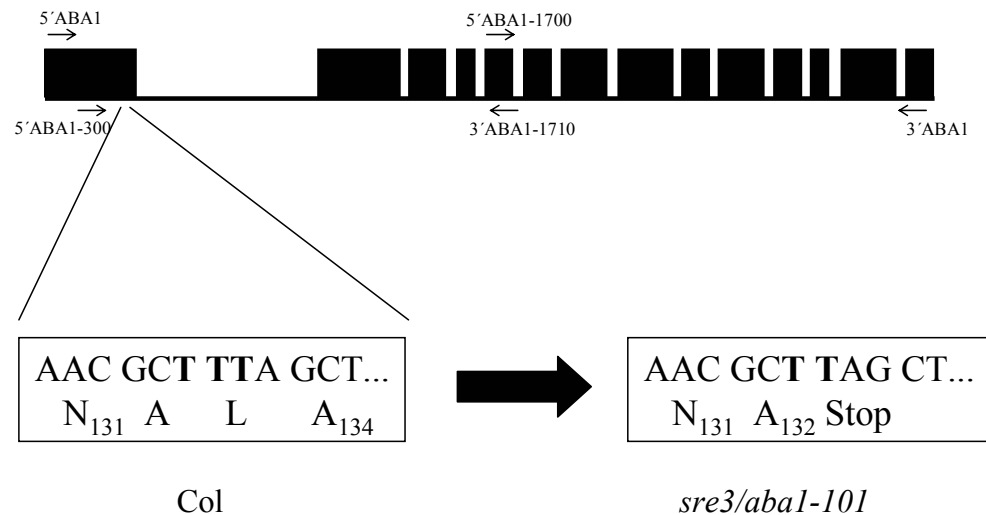 5´ABA1 5´ABA1-1700
5´ABA1-300 3´ABA1-1710 3´ABA1
AAC GCT TTA GCT... AAC GCT TAG CT...
N131 A L A134 N131 A132 Stop
Col sre3/aba1-101